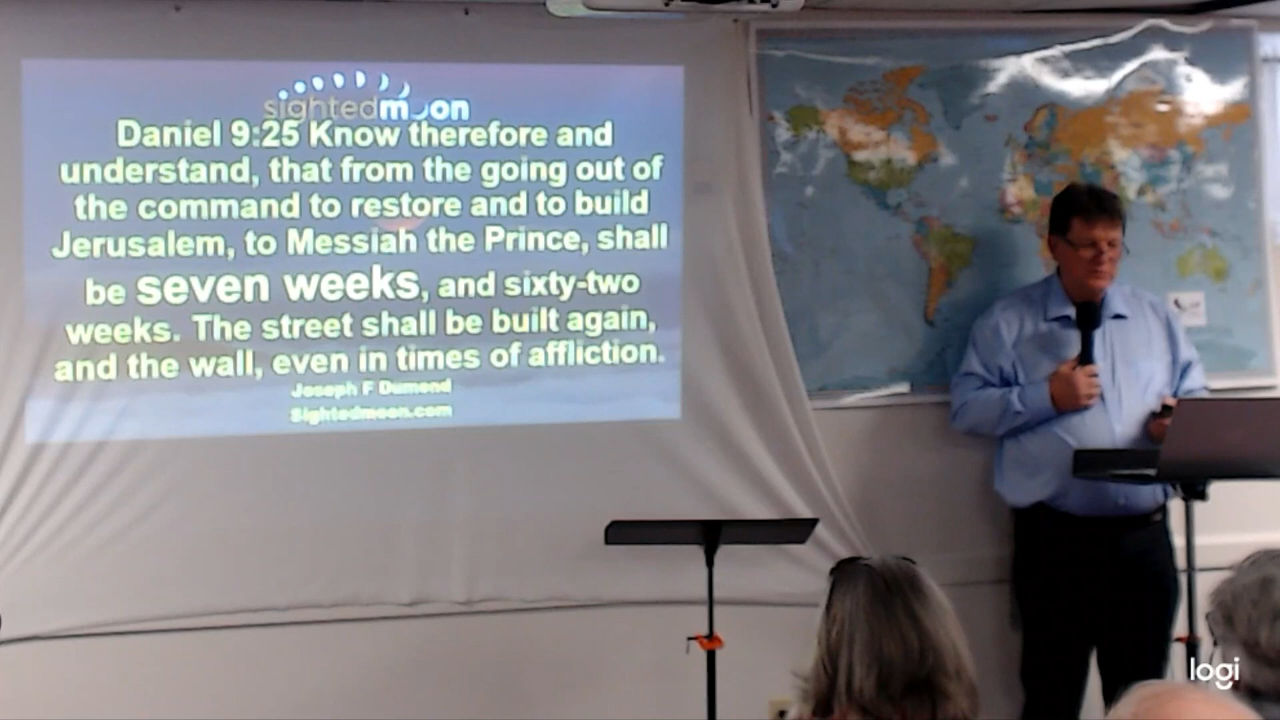 sightedmoon
Daniel 9:25 Know therefore and
understand, that from the going out of
the command to restore and to build
Jerusalem, to Messiah the Prince, shall
be seven weeks, and sixty-two
weeks. The street shall be built again,
and the wall, even in times of affliction.
Joseph F Dumond
Sightedmoon.com
logi